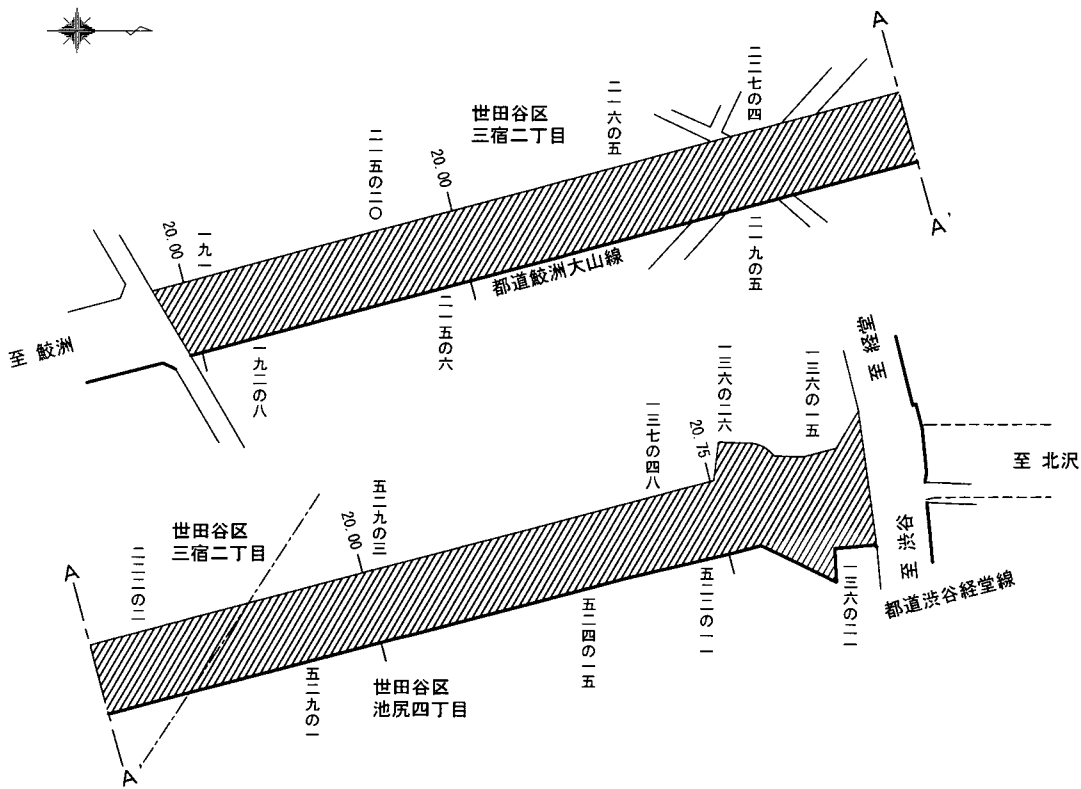 A
二二七の四
二一六の五
世田谷区
三宿二丁目
二一五の二〇
20.00
20.00
一九一
都道鮫洲大山線
二一九の五
A'
至 鮫洲
二一五の六
一九二の八
至 経堂
一三六の一五
一三六の二六
20.75
一三七の四八
至 北沢
五二九の三
20.00
世田谷区
三宿二丁目
A
至 渋谷
都道渋谷経堂線
一三六の二一
五二二の一一
五二四の一五
世田谷区
池尻四丁目
五二九の一
A'